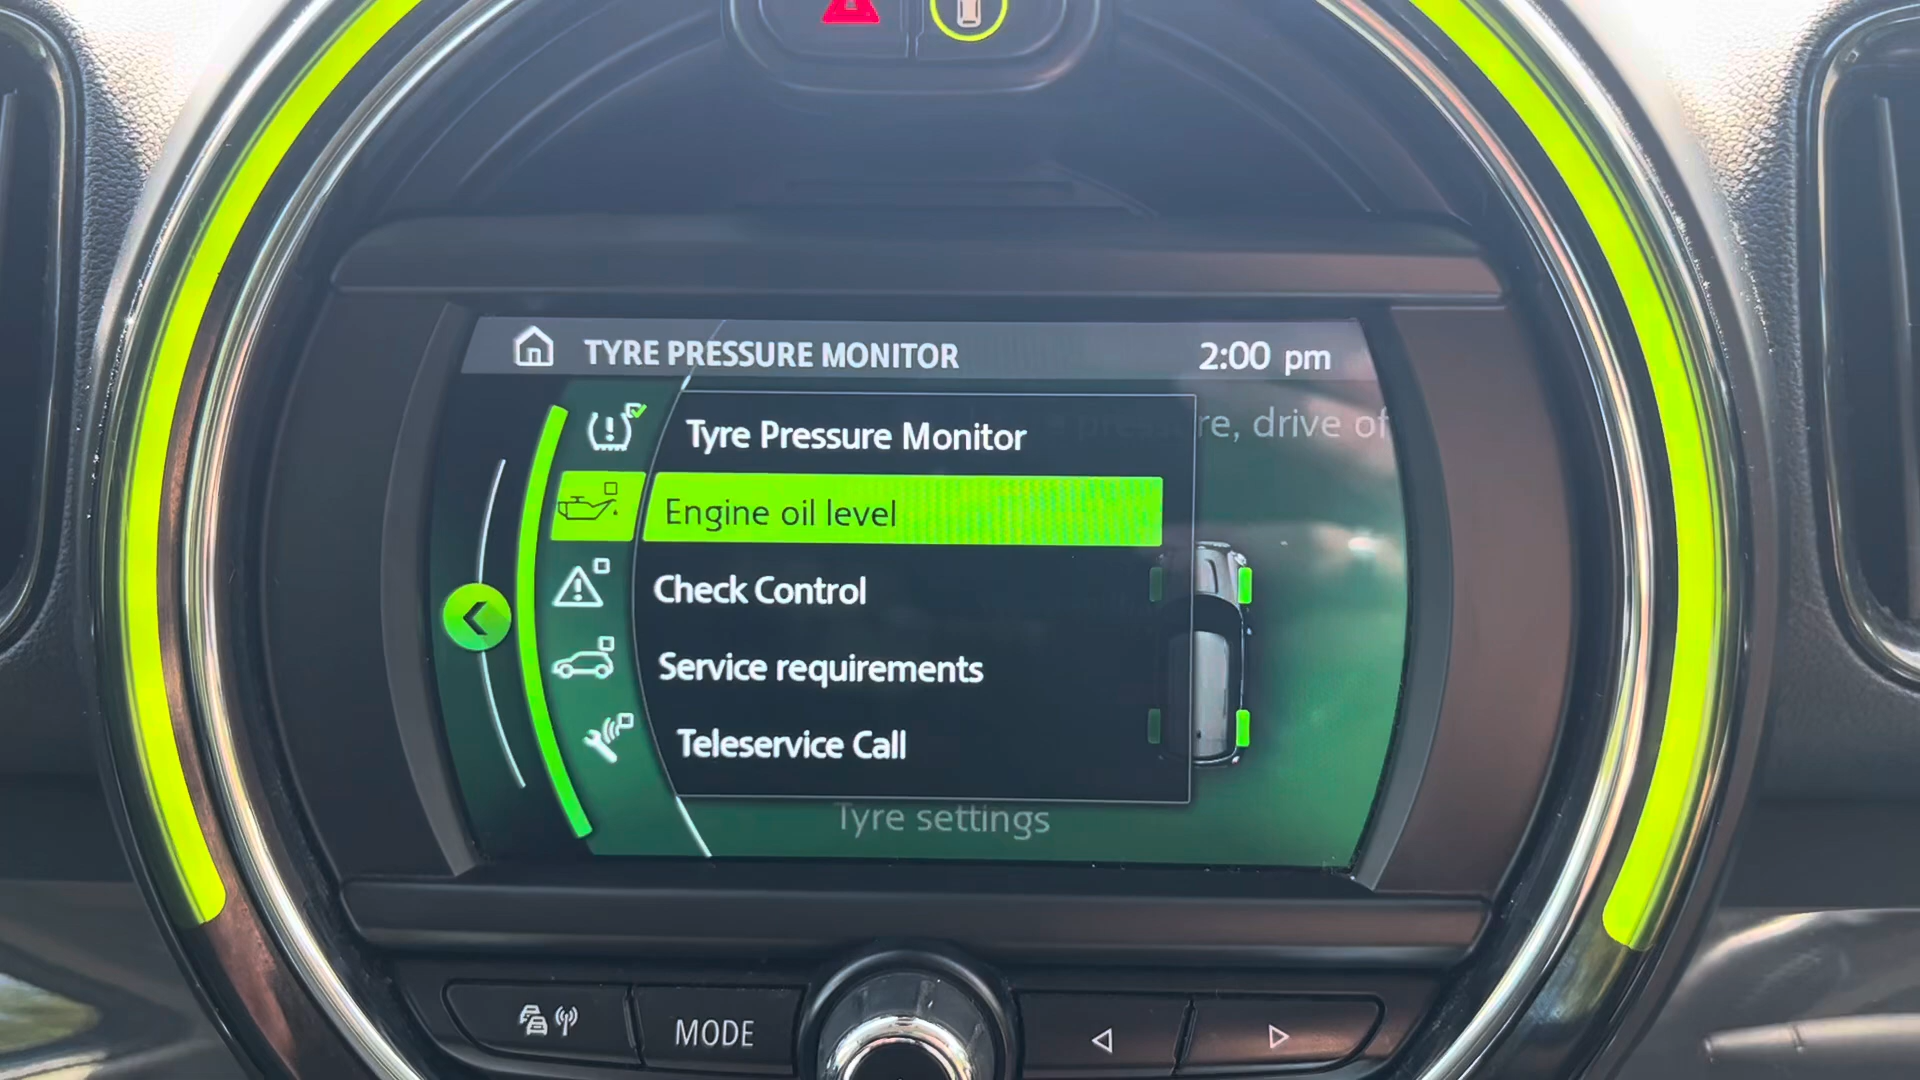 TYRE PRESSURE MONITOR 2:00 pm
Tyre Pressure Monitor
pressure, drive of
Engine oil level
Check Control
Service requirements
Teleservice Call
Tyre settings
MODE